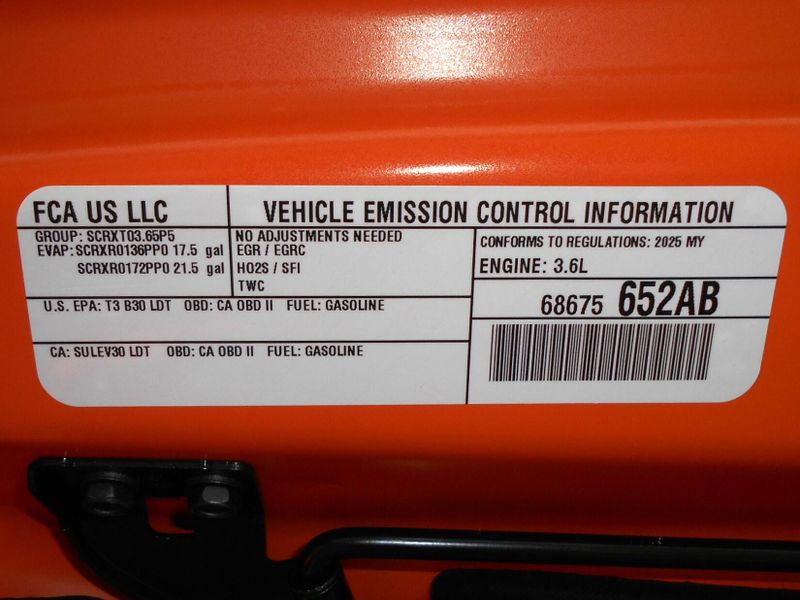 FCA US LLC
VEHICLE EMISSION CONTROL INFORMATION
GROUP: SCRXT03.65P5
EVAP: SCRXR0136PP0 17.5 gal
SCRXR0172PP0 21.5 gal
NO ADJUSTMENTS NEEDED
EGR / EGRC
HO2S / SFI
TWC
CONFORMS TO REGULATIONS: 2025 MY
ENGINE: 3.6L
U.S. EPA: T3 B30 LDT OBD: CA OBD II FUEL: GASOLINE
68675 652AB
CA: SULEV30 LDT OBD: CA OBD II FUEL: GASOLINE